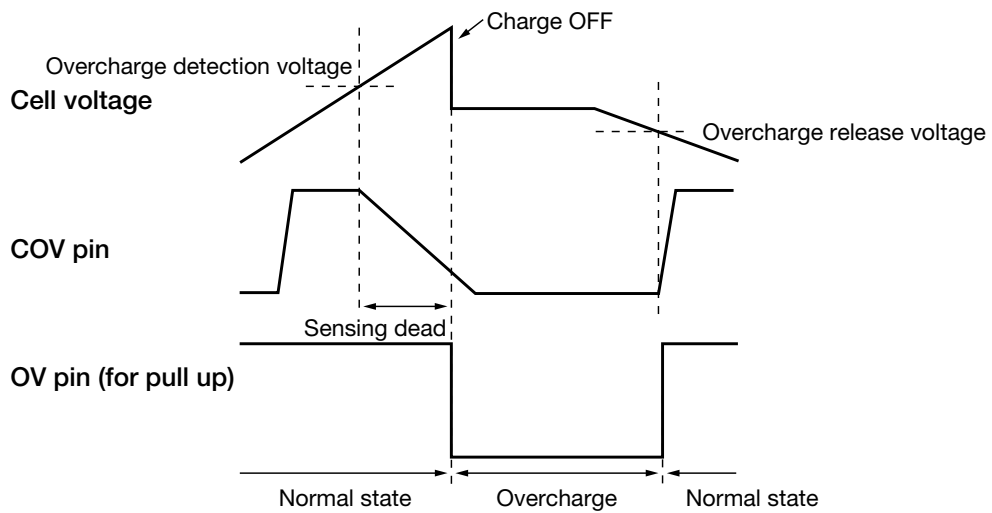 Charge OFF
Overcharge detection voltage
Cell voltage
Overcharge release voltage
COV pin
Sensing dead
OV pin (for pull up)
Normal state
Overcharge
Normal state